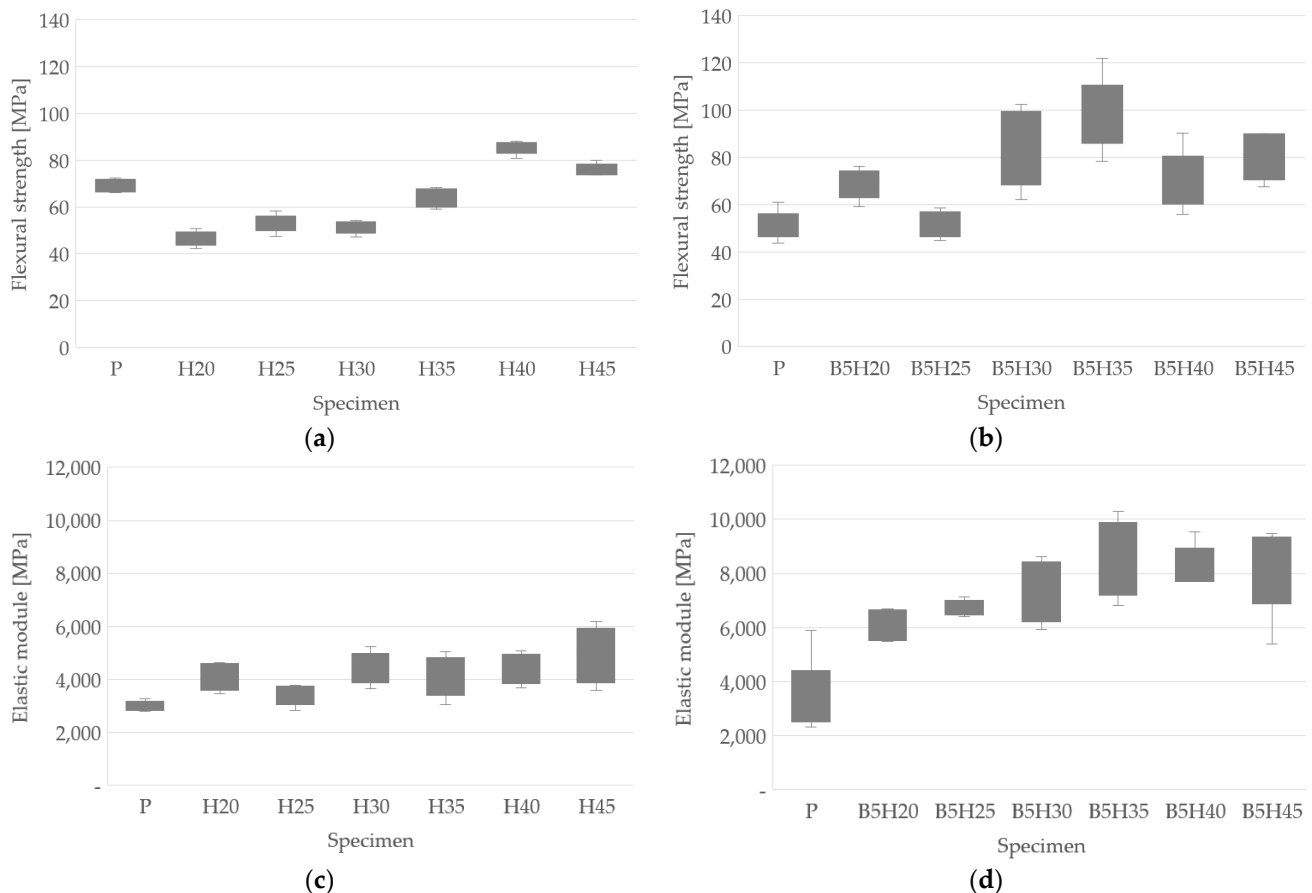 Flexural strength [MPa]
140
120
100
80
60
40
20
0
P H20 H25 H30 H35 H40 H45
Specimen
(a)
Flexural strength [MPa]
140
120
100
80
60
40
20
0
P B5H20 B5H25 B5H30 B5H35 B5H40 B5H45
Specimen
(b)
Elastic module [MPa]
12,000
10,000
8,000
6,000
4,000
2,000
-
P H20 H25 H30 H35 H40 H45
Specimen
(c)
Elastic module [MPa]
12,000
10,000
8,000
6,000
4,000
2,000
-
P B5H20 B5H25 B5H30 B5H35 B5H40 B5H45
Specimen
(d)